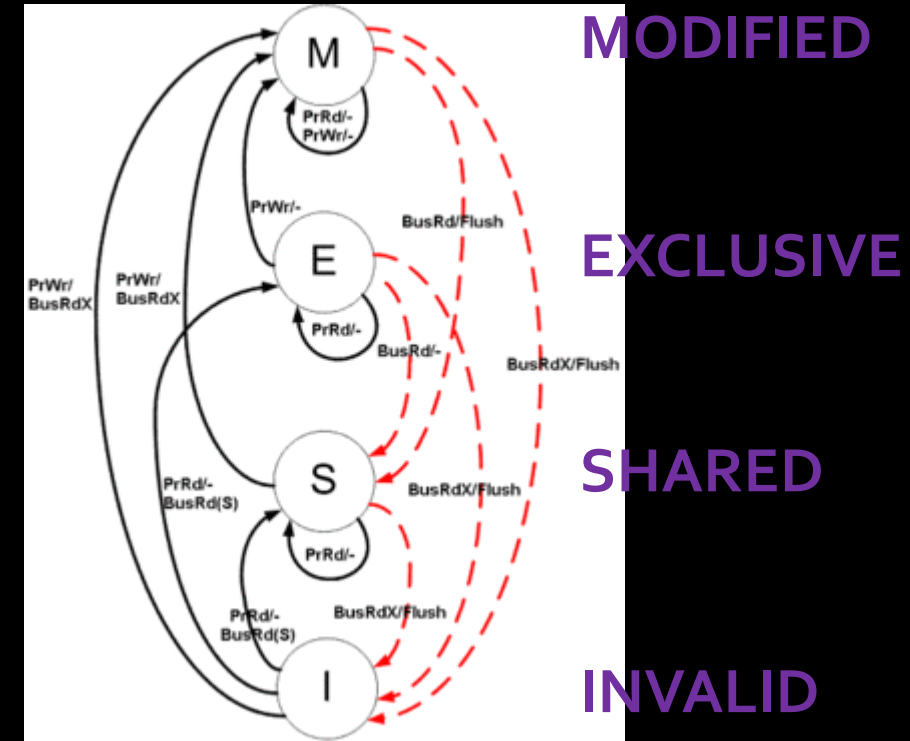 M
MODIFIED
PrRd/-
PrWr/-
PrWr/-
BusRd/Flush
E
EXCLUSIVE
PrWr/
BusRdX
PrWr/
BusRdX
PrRd/-
BusRd/-
BusRdX/Flush
S
SHARED
PrRd/-
BusRd(S)
BusRdX/Flush
PrRd/-
PrRd/-
BusRd(S)
BusRdX/Flush
I
INVALID